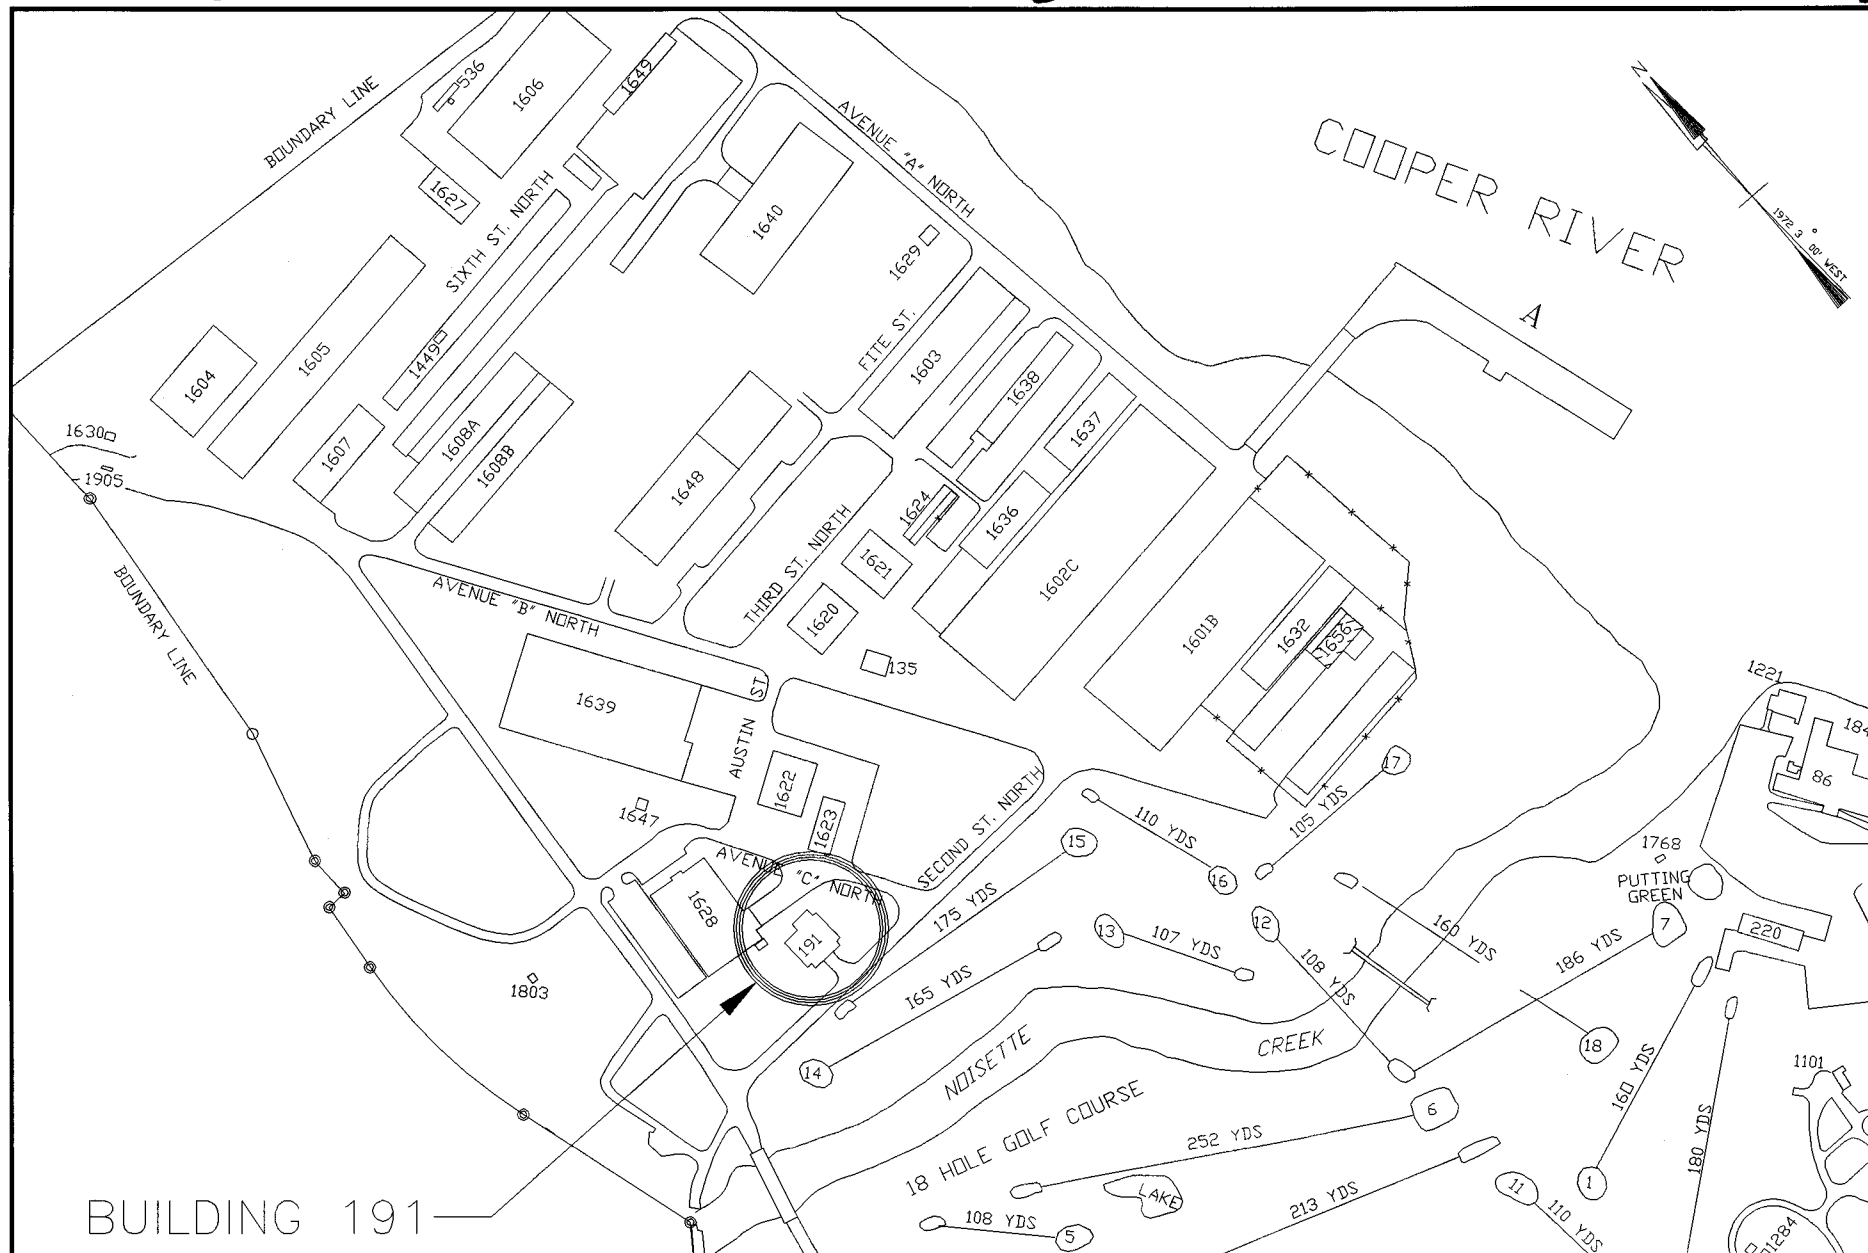 536
1606
1649
BOUNDARY LINE
AVENUE "A" NORTH
COOPER RIVER
N
1972 3° 00' WEST
1627
SIXTH ST. NORTH
1640
1629
A
1604
1605
1449
FITE ST.
1603
1638
1637
1630
1905
1607
1608A
1608B
1648
1624
1636
1621
1602C
THIRD ST. NORTH
1620
BOUNDARY LINE
AVENUE "B" NORTH
135
1601B
1632
1656
1639
AUSTIN ST
1622
1623
1647
1221
184
86
17
105 YDS
110 YDS
15
16
SECOND ST. NORTH
175 YDS
AVENUE "C" NORTH
1628
191
1768
PUTTING
GREEN
7
220
160 YDS
186 YDS
12
108 YDS
13
107 YDS
165 YDS
14
1803
NOISETTE CREEK
18
160 YDS
180 YDS
1101
18 HOLE GOLF COURSE
6
252 YDS
LAKE
213 YDS
11
110 YDS
1
108 YDS
5
1284
BUILDING 191